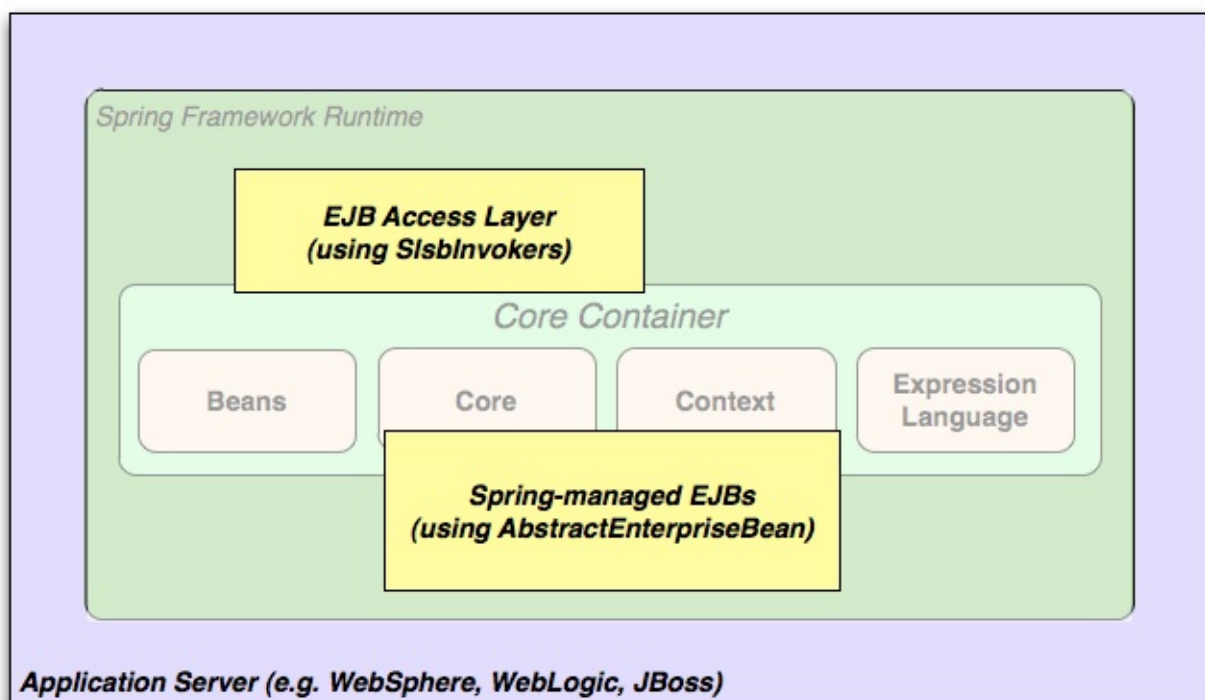 Spring Framework Runtime
EJB Access Layer
(using SlsbInvokers)
Core Container
Beans
Core
Context
Expression
Language
Spring-managed EJBs
(using AbstractEnterpriseBean)
Application Server (e.g. WebSphere, WebLogic, JBoss)